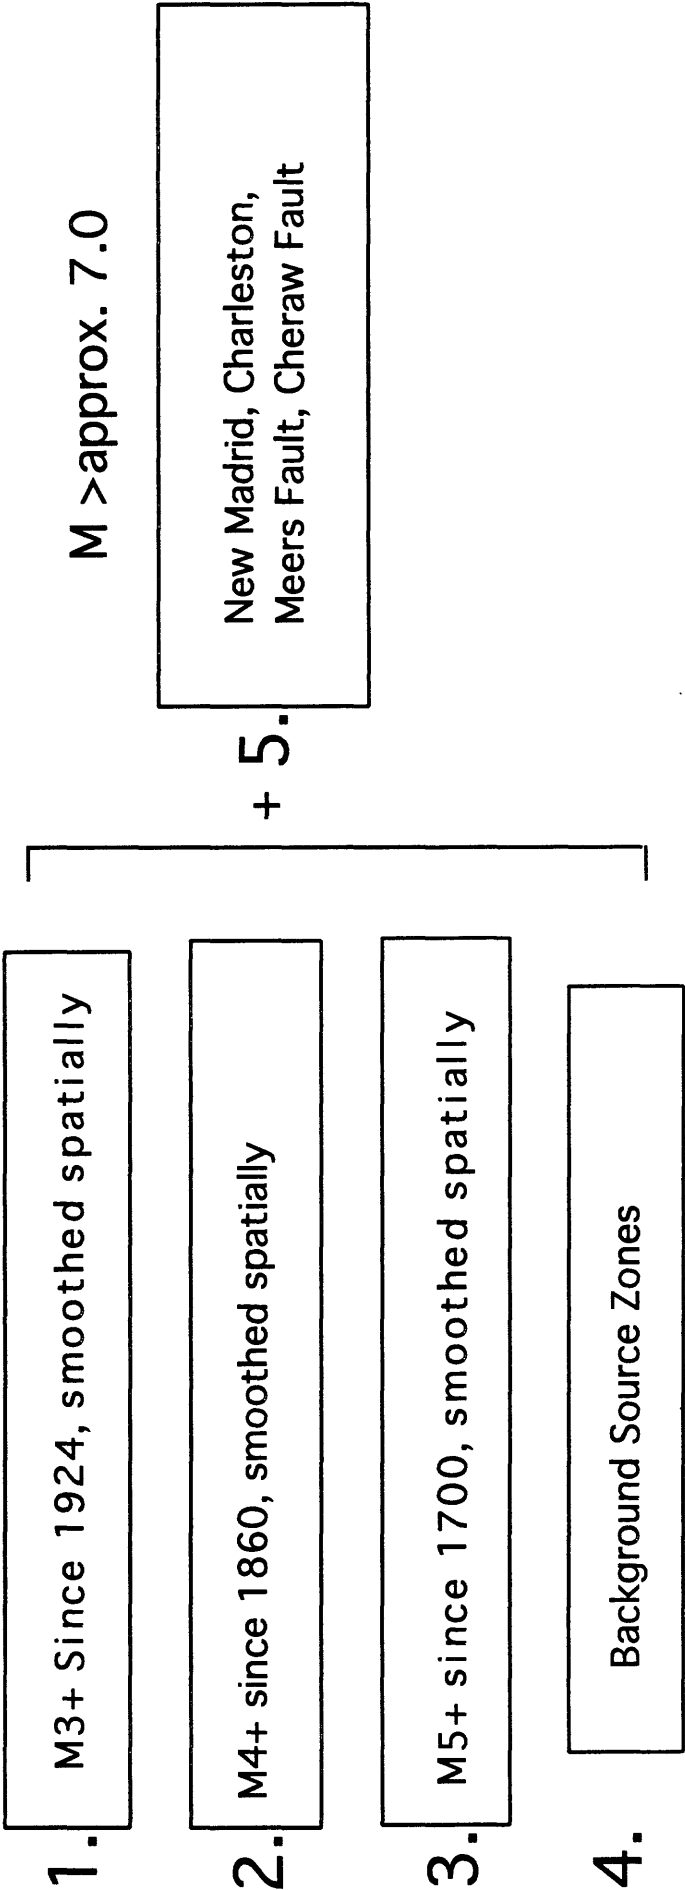 1. M3+ Since 1924, smoothed spatially
2. M4+ since 1860, smoothed spatially
3. M5+ since 1700, smoothed spatially
4. Background Source Zones
M >approx. 7.0
+ 5. New Madrid, Charleston,
Meers Fault, Cheraw Fault